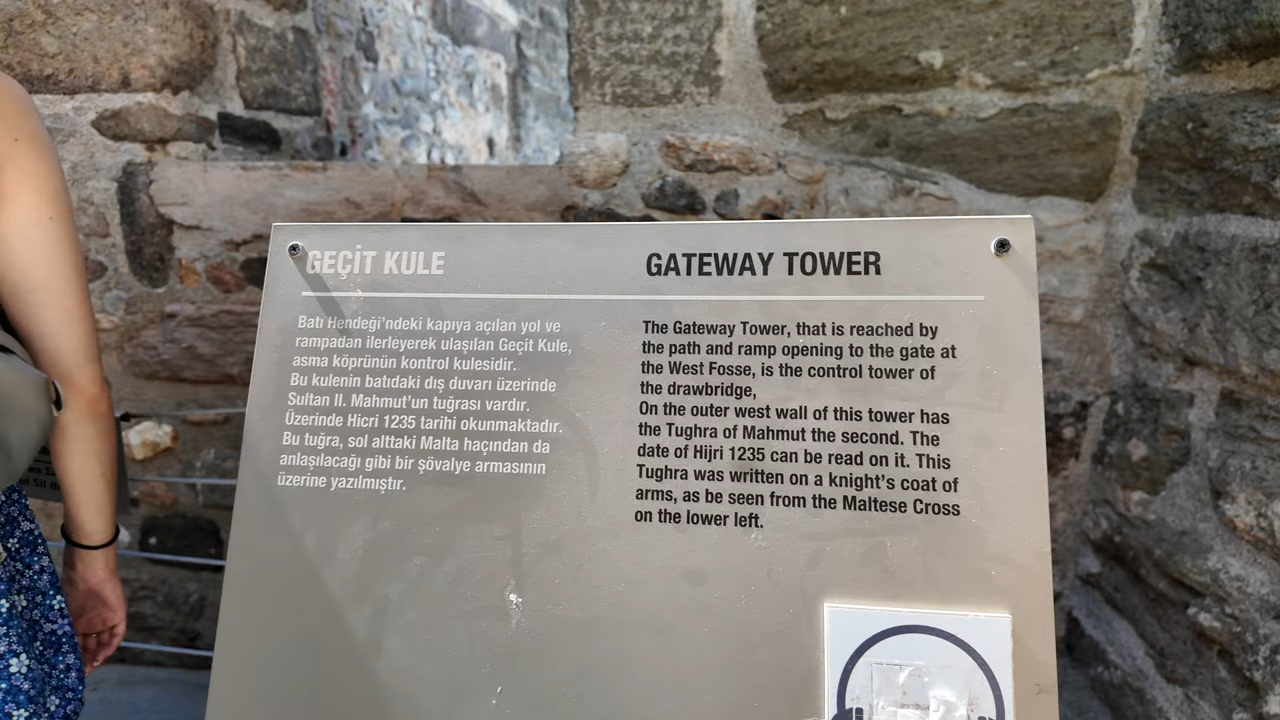 GEÇİT KULE
Batı Hendeği'ndeki kapıya açılan yol ve
rampadan ilerleyerek ulaşılan Geçit Kule,
asma köprünün kontrol kulesidir.
Bu kulenin batıdaki dış duvarı üzerinde
Sultan II. Mahmut'un tuğrası vardır.
Üzerinde Hicri 1235 tarihi okunmaktadır.
Bu tuğra, sol alttaki Malta haçından da
anlaşılacağı gibi bir şövalye armasının
üzerine yazılmıştır.
GATEWAY TOWER
The Gateway Tower, that is reached by
the path and ramp opening to the gate at
the West Fosse, is the control tower of
the drawbridge,
On the outer west wall of this tower has
the Tughra of Mahmut the second. The
date of Hijri 1235 can be read on it. This
Tughra was written on a knight's coat of
arms, as be seen from the Maltese Cross
on the lower left.